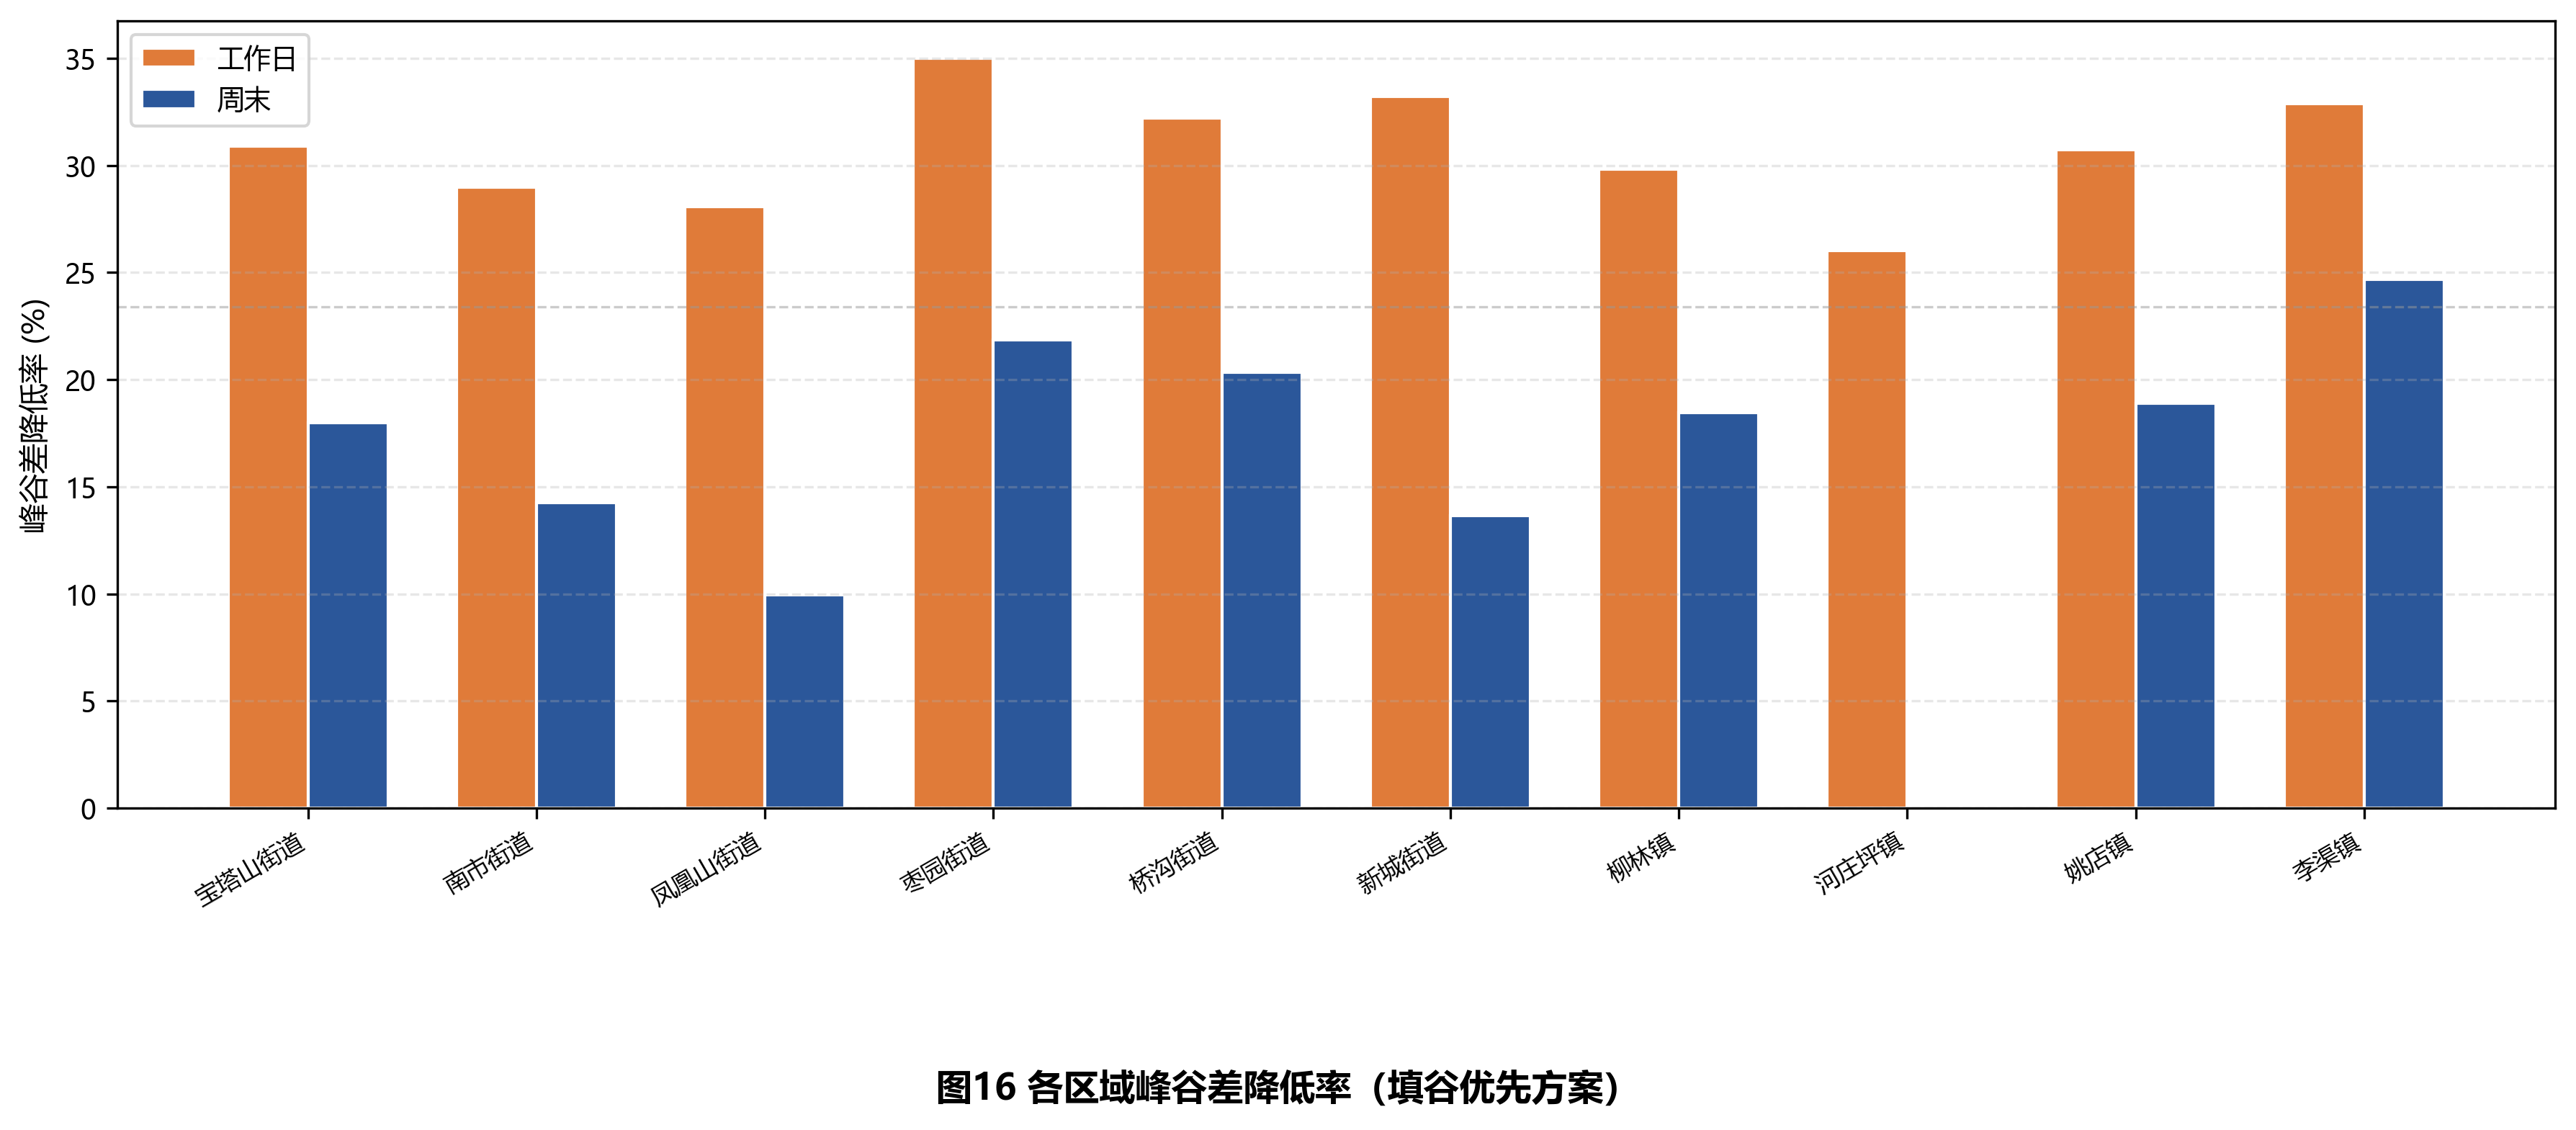 工作日
周末
峰谷差降低率 (%)
35
30
25
20
15
10
5
0
宝塔山街道
南市街道
凤凰山街道
枣园街道
桥沟街道
新城街道
柳林镇
河庄坪镇
姚店镇
李渠镇
图16 各区域峰谷差降低率（填谷优先方案）